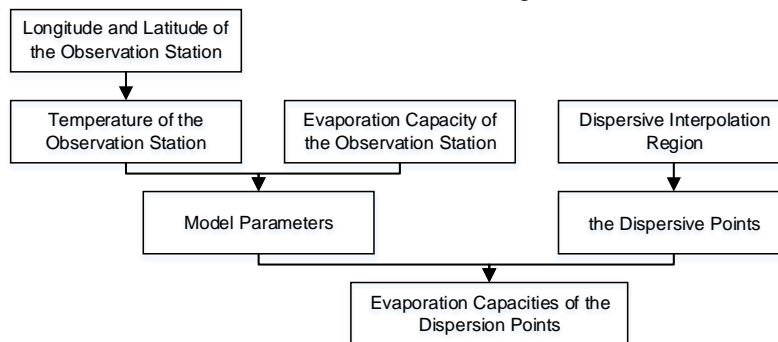 Longitude and Latitude of
the Observation Station
Temperature of the
Observation Station
Evaporation Capacity of
the Observation Station
Dispersive Interpolation
Region
Model Parameters
the Dispersive Points
Evaporation Capacities of the
Dispersion Points